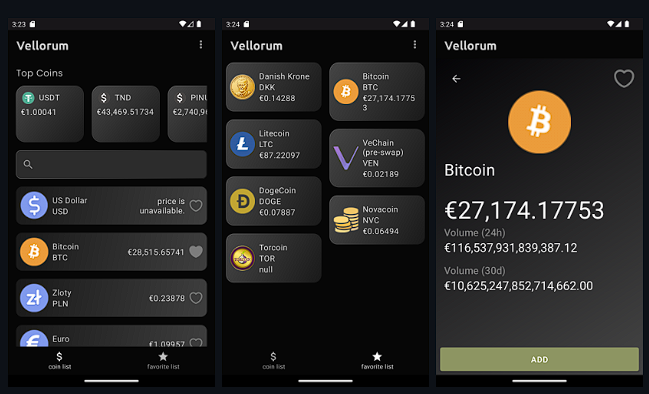 3:23
Vellorum
Top Coins
USDT
€1.00041
TND
€43,469.51734
PINU
€2,740,9
US Dollar
USD
price is
unavailable.
Bitcoin
BTC
€28,515.65741
Zloty
PLN
€0.23878
Euro
€1.09957
coin list
favorite list
3:24
Vellorum
Danish Krone
DKK
€0.14288
Bitcoin
BTC
€27,174.1775
3
Litecoin
LTC
€87.22097
VeChain
(pre-swap)
VEN
€0.02189
DogeCoin
DOGE
€0.07887
Novacoin
NVC
€0.06494
Torcoin
TOR
null
coin list
favorite list
3:24
Vellorum
Bitcoin
€27,174.17753
Volume (24h)
€116,537,931,839,387.12
Volume (30d)
€10,625,247,852,714,662.00
ADD